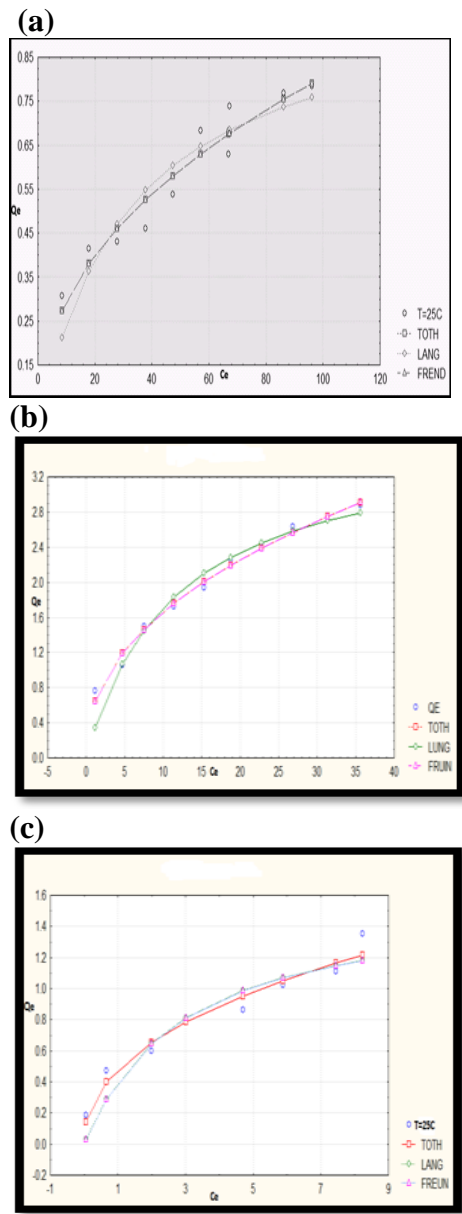 (a)
0.85
0.75
0.65
0.55
Qe
0.45
0.35
0.25
0.15
0 20 40 60 80 100 120
Ce
T=25C
TOTH
LANG
FREND
(b)
3.2
2.8
2.4
2.0
Qe
1.6
1.2
0.8
0.4
0.0
-5 0 5 10 15 20 25 30 35 40
Ce
QE
TOTH
LUNG
FRUIN
(c)
1.6
1.4
1.2
1.0
Qe
0.8
0.6
0.4
0.2
0.0
-0.2
-1 1 3 5 7 9
Ce
T=25C
TOTH
LANG
FREUN